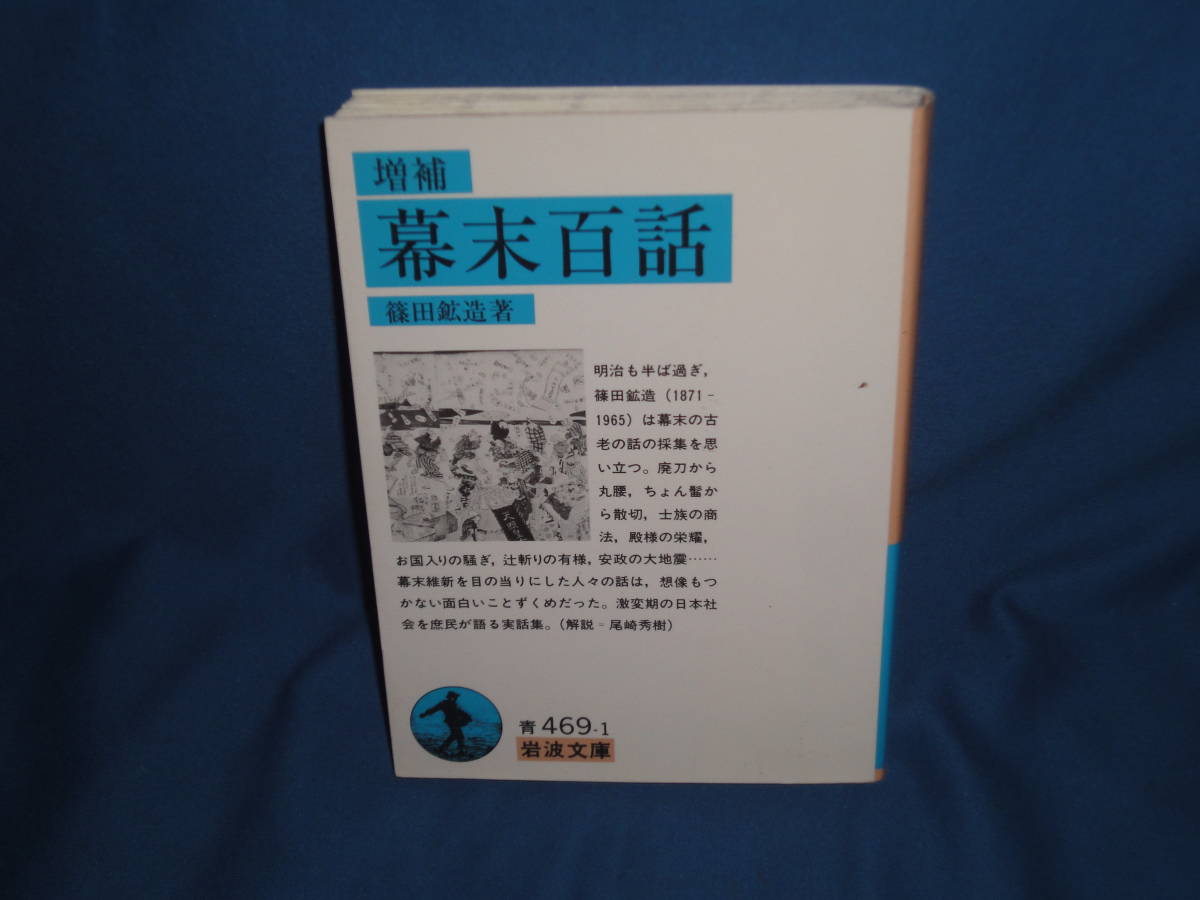 増補
幕末百話
篠田鉱造著
明治も半ば過ぎ，
篠田鉱造（1871－
1965）は幕末の古
老の話の採集を思
い立つ。廃刀から
丸腰，ちょん髷か
ら散切，士族の商
法，殿様の栄耀，
お国入りの騒ぎ，辻斬りの有様，安政の大地震……
幕末維新を目の当りにした人々の話は，想像もつ
かない面白いことずくめだった。激変期の日本社
会を庶民が語る実話集。（解説＝尾崎秀樹）
青 469-1
岩波文庫